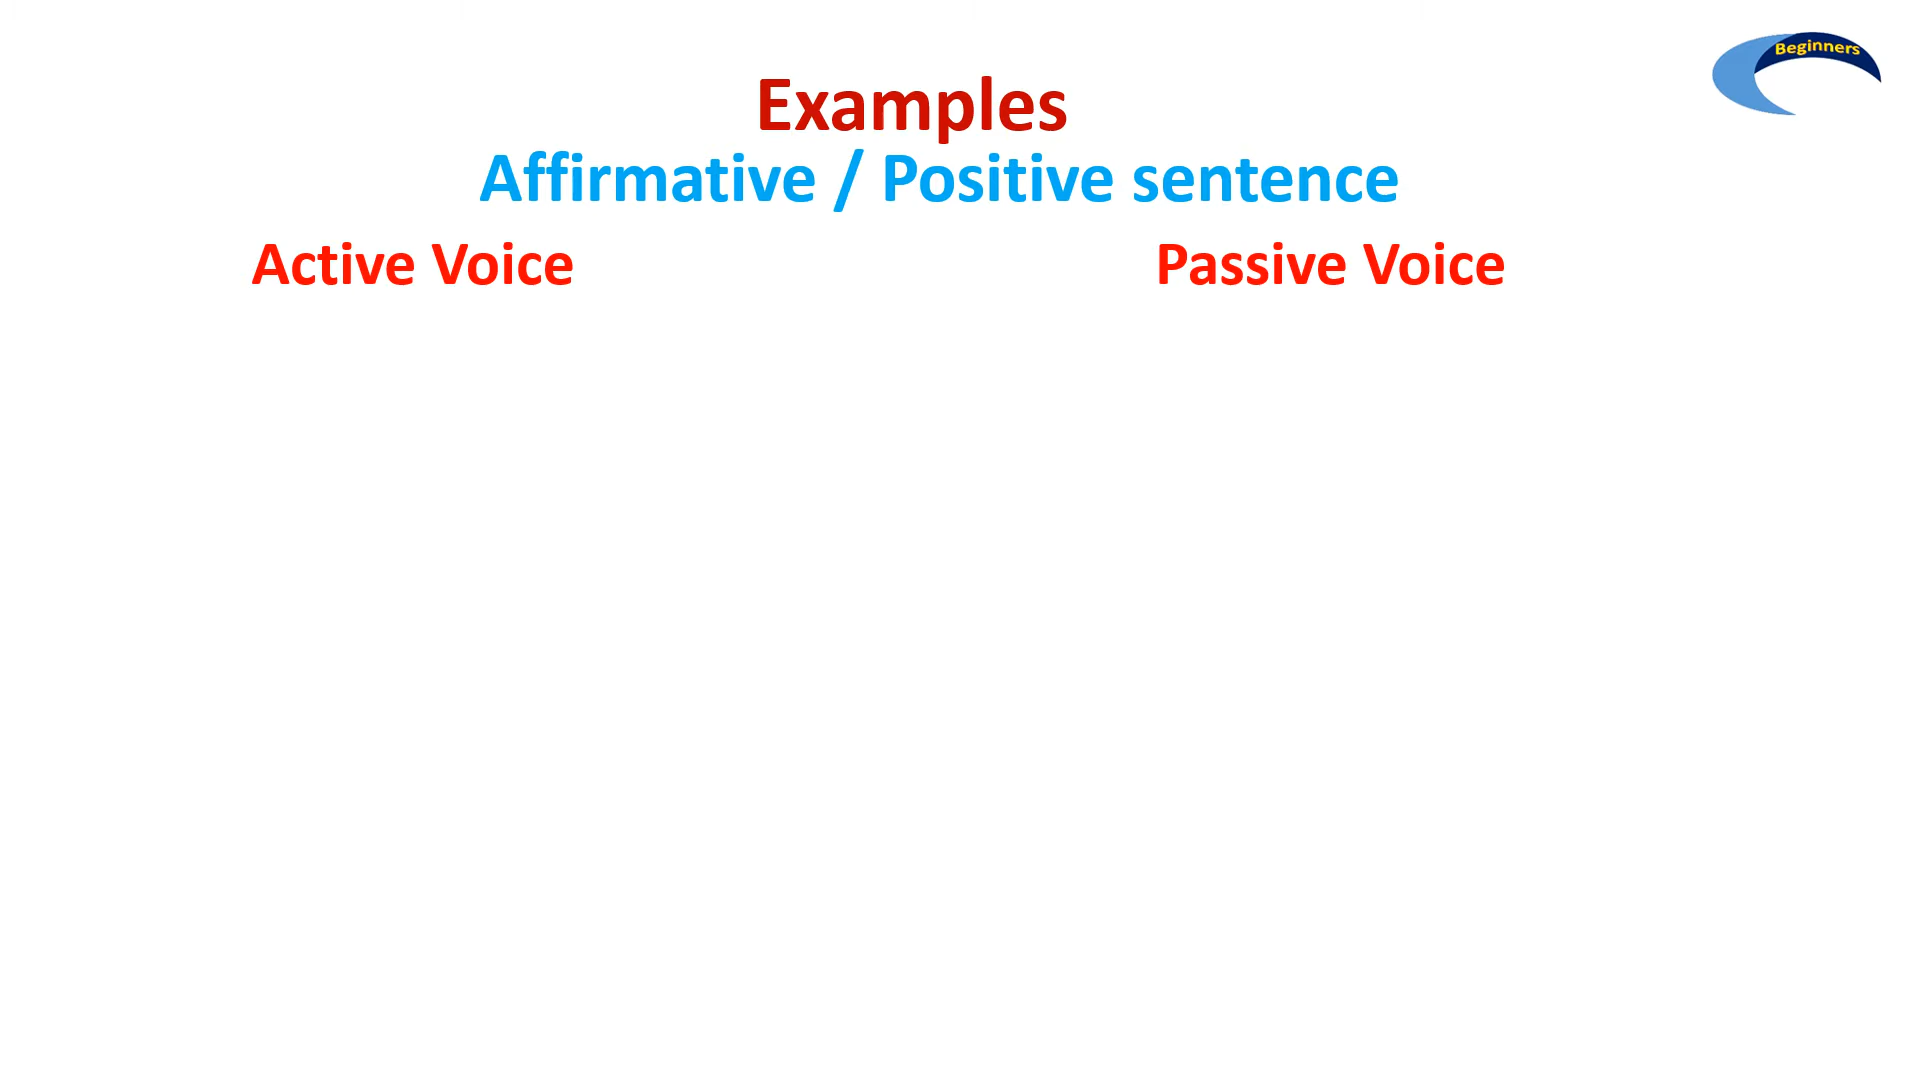 Beginners
Examples
Affirmative / Positive sentence
Active Voice
Passive Voice